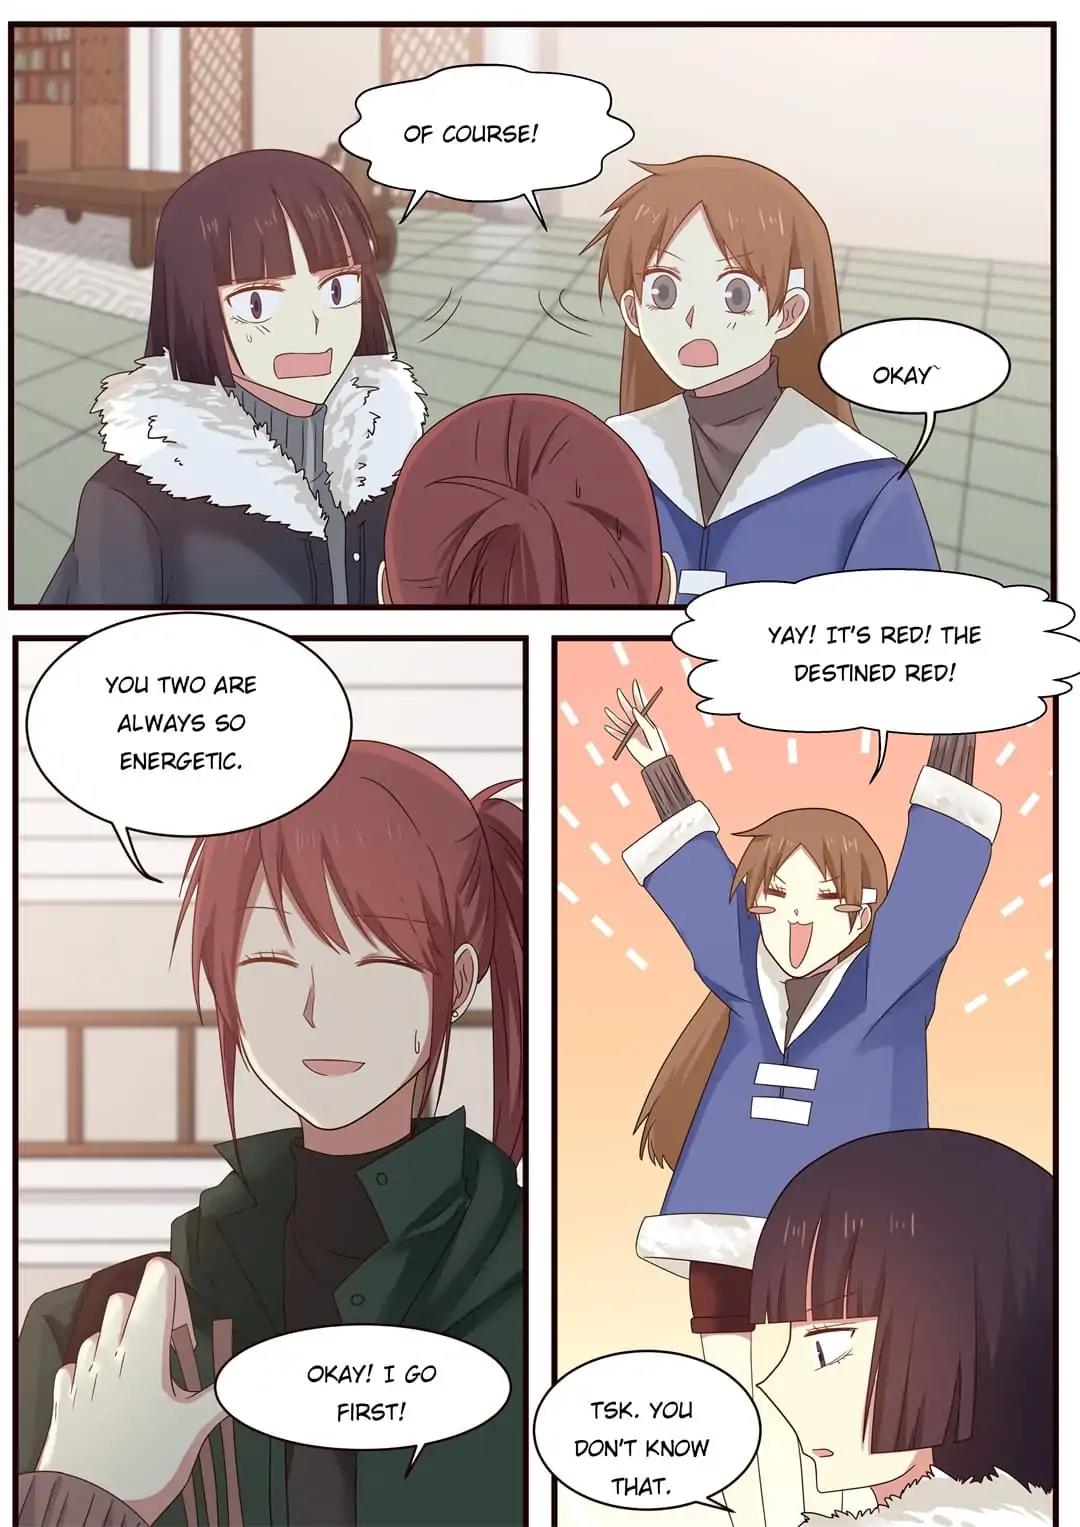 OF COURSE!
OKAY~
YOU TWO ARE
ALWAYS SO
ENERGETIC.
OKAY! I GO
FIRST!
YAY! IT'S RED! THE
DESTINED RED!
TSK. YOU
DON'T KNOW
THAT.